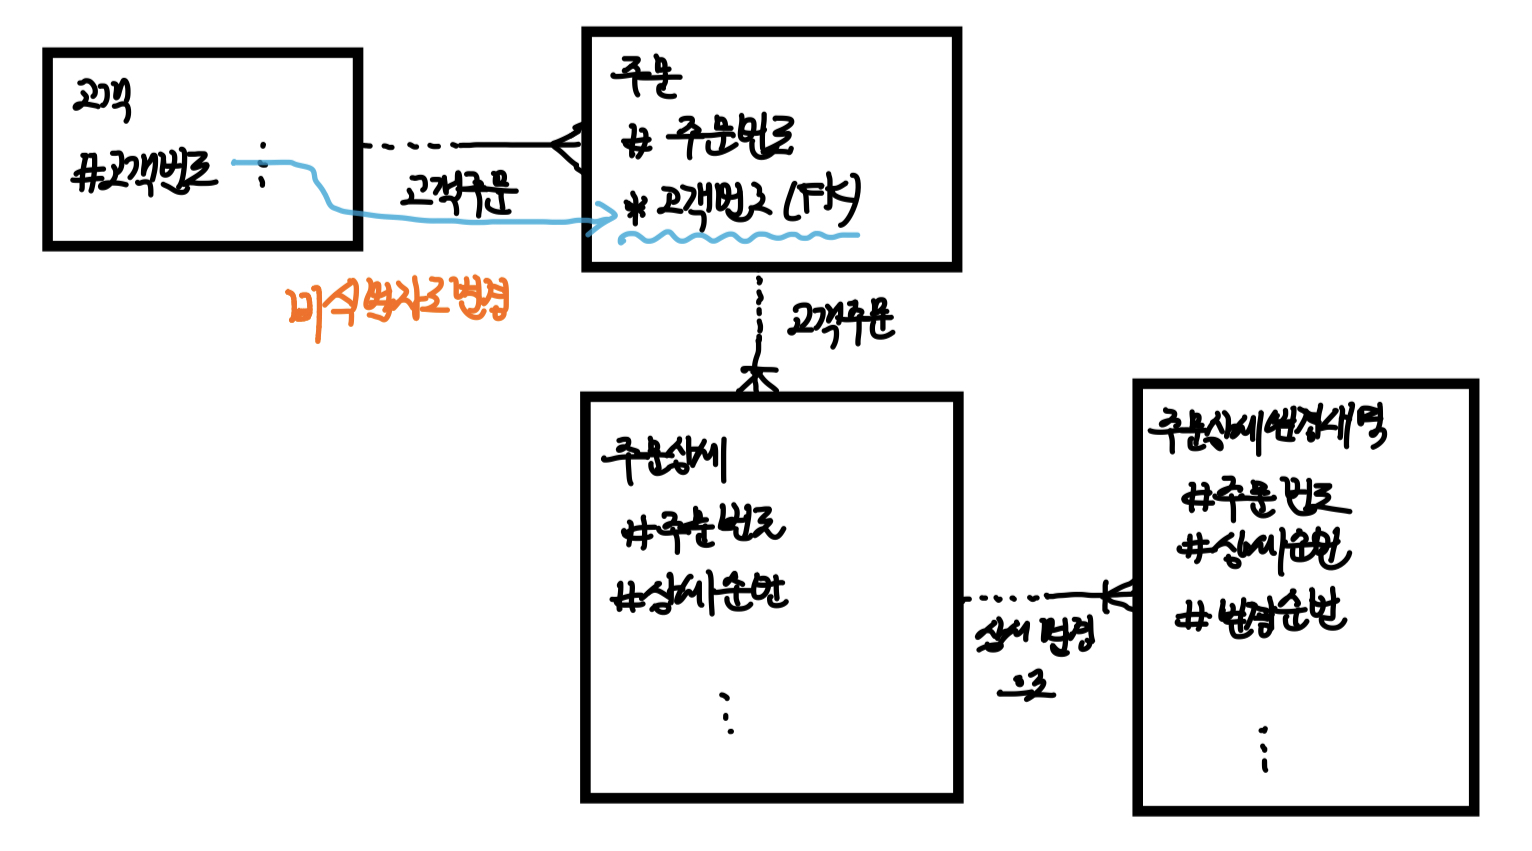 고객
#고객번호
고객주문
비식별자로변경
주문
# 주문번호
* 고객번호 (FK)
고객주문
주문상세
#주문번호
#상세순번
상세변경
으로
주문상세변경내역
#주문번호
#상세순번
#변경순번